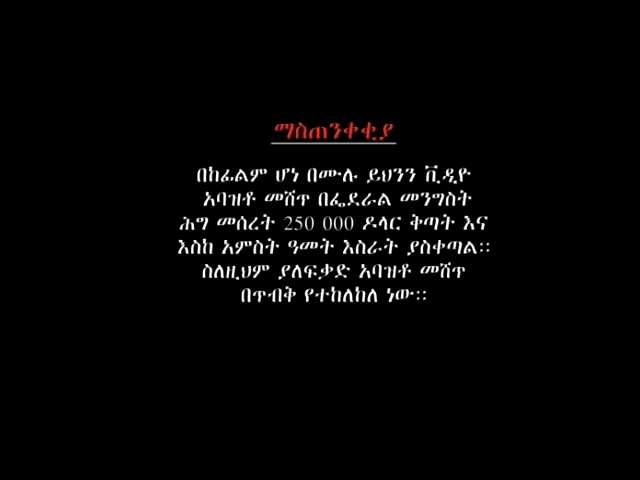 ማስጠንቀቂያ
በከፊልም ሆነ በሙሉ ይህንን ቪዲዮ
አባዝቶ መሸጥ በፌደራል መንግስት
ሕግ መሰረት 250 000 ዶላር ቅጣት እና
እስከ አምስት ዓመት እስራት ያስቀጣል።
ስለዚህም ያለፍቃድ አባዝቶ መሸጥ
በጥብቅ የተከለከለ ነው።